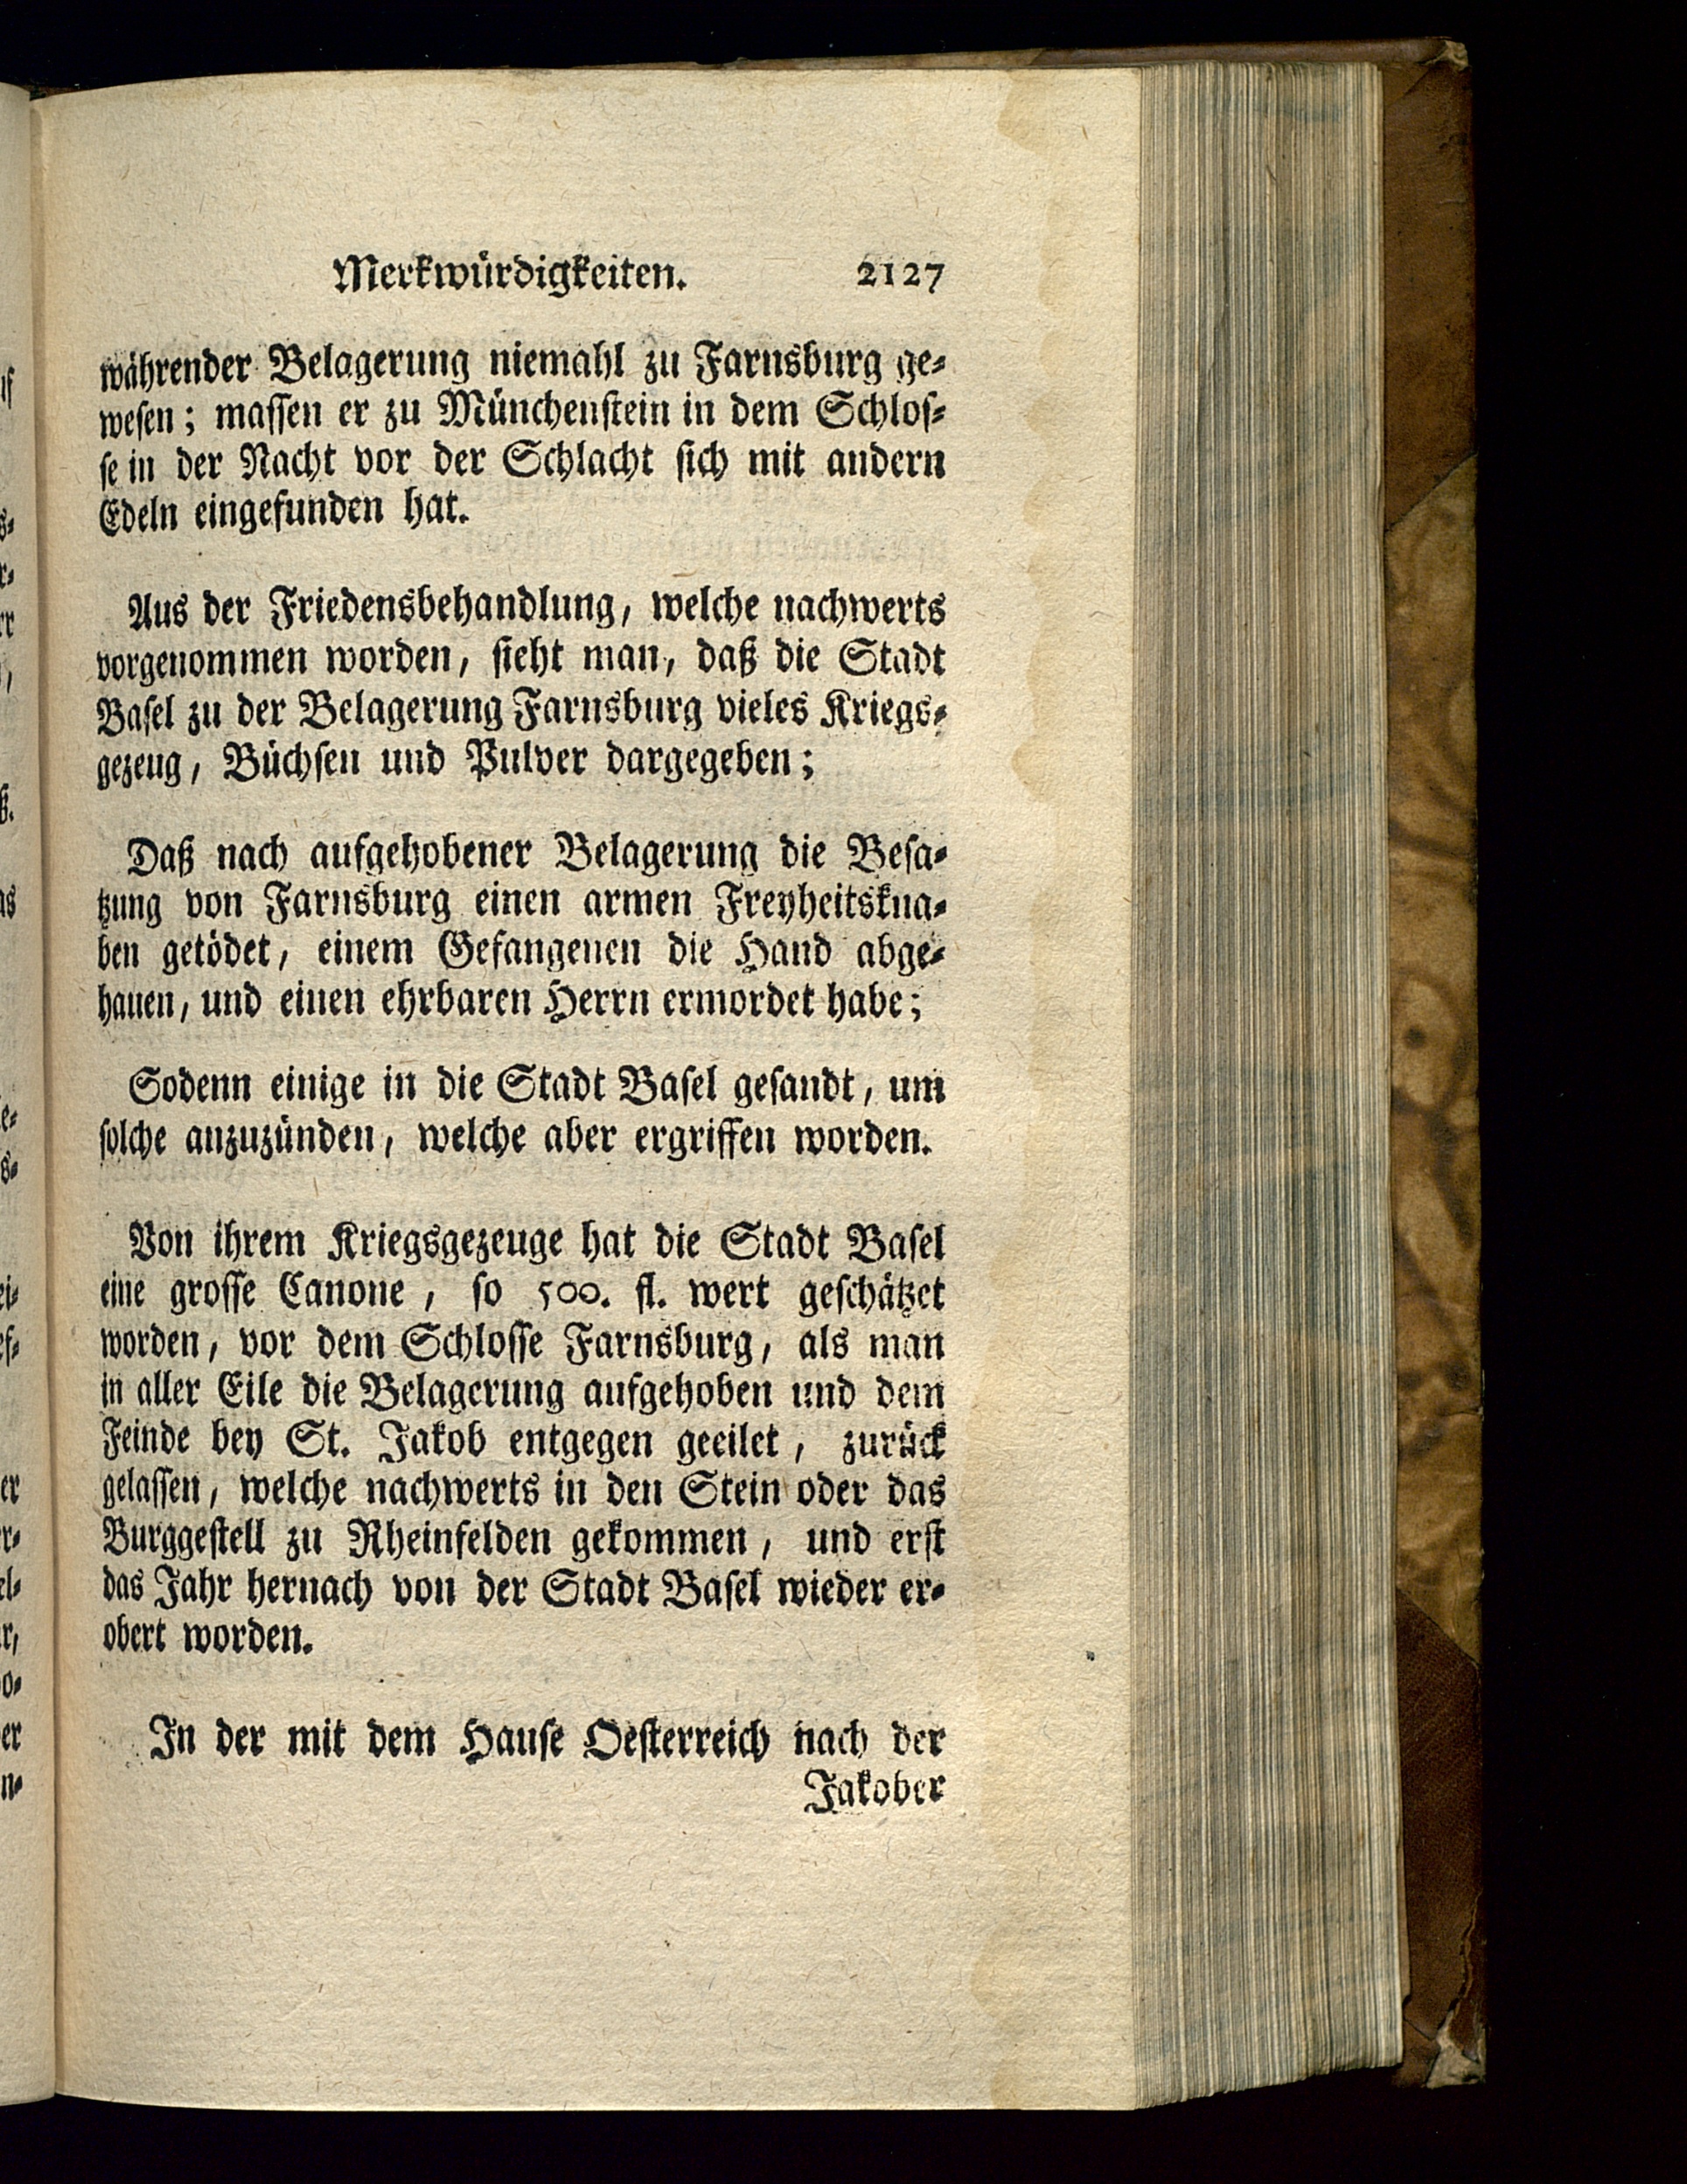 Merkwürdigkeiten. 2127
währender Belagerung niemahl zu Farnsburg ge⸗
weſen; maſſen er zu Münchenſtein in dem Schloſ⸗
ſe in der Nacht vor der Schlacht ſich mit andern
Edeln eingefunden hat.
Aus der Friedensbehandlung, welche nachwerts
vorgenommen worden, ſieht man, daß die Stadt
Baſel zu der Belagerung Farnsburg vieles Kriegs⸗
gezeug, Büchſen und Pulver dargegeben;
Daß nach aufgehobener Belagerung die Beſa⸗
tzung von Farnsburg einen armen Freyheitskna⸗
ben getödet, einem Gefangenen die Hand abge⸗
hauen, und einen ehrbaren Herrn ermordet habe;
Sodenn einige in die Stadt Baſel geſandt, um
ſolche anzuzünden, welche aber ergriffen worden.
Von ihrem Kriegsgezeuge hat die Stadt Baſel
eine groſſe Canone, ſo 500. fl. wert geſchätzet
worden, vor dem Schloſſe Farnsburg, als man
in aller Eile die Belagerung aufgehoben und dem
Feinde bey St. Jakob entgegen geeilet, zurück
gelaſſen, welche nachwerts in den Stein oder das
Burggeſtell zu Rheinfelden gekommen, und erſt
das Jahr hernach von der Stadt Baſel wieder er⸗
obert worden.
In der mit dem Hauſe Oeſterreich nach der
Jakober